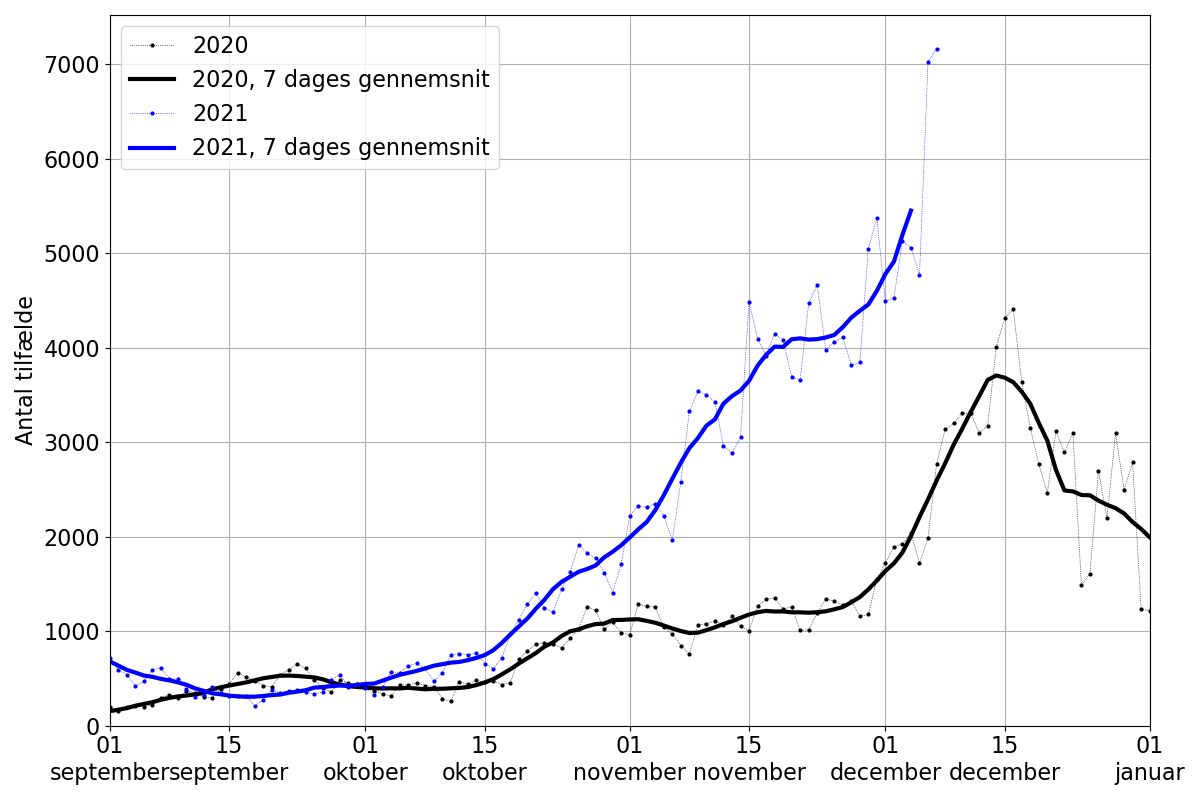 2020
2020, 7 dages gennemsnit
2021
2021, 7 dages gennemsnit
Antal tilfælde
7000
6000
5000
4000
3000
2000
1000
0
01 15 01 15 01 15 01 15 01
september september oktober oktober november november december december januar